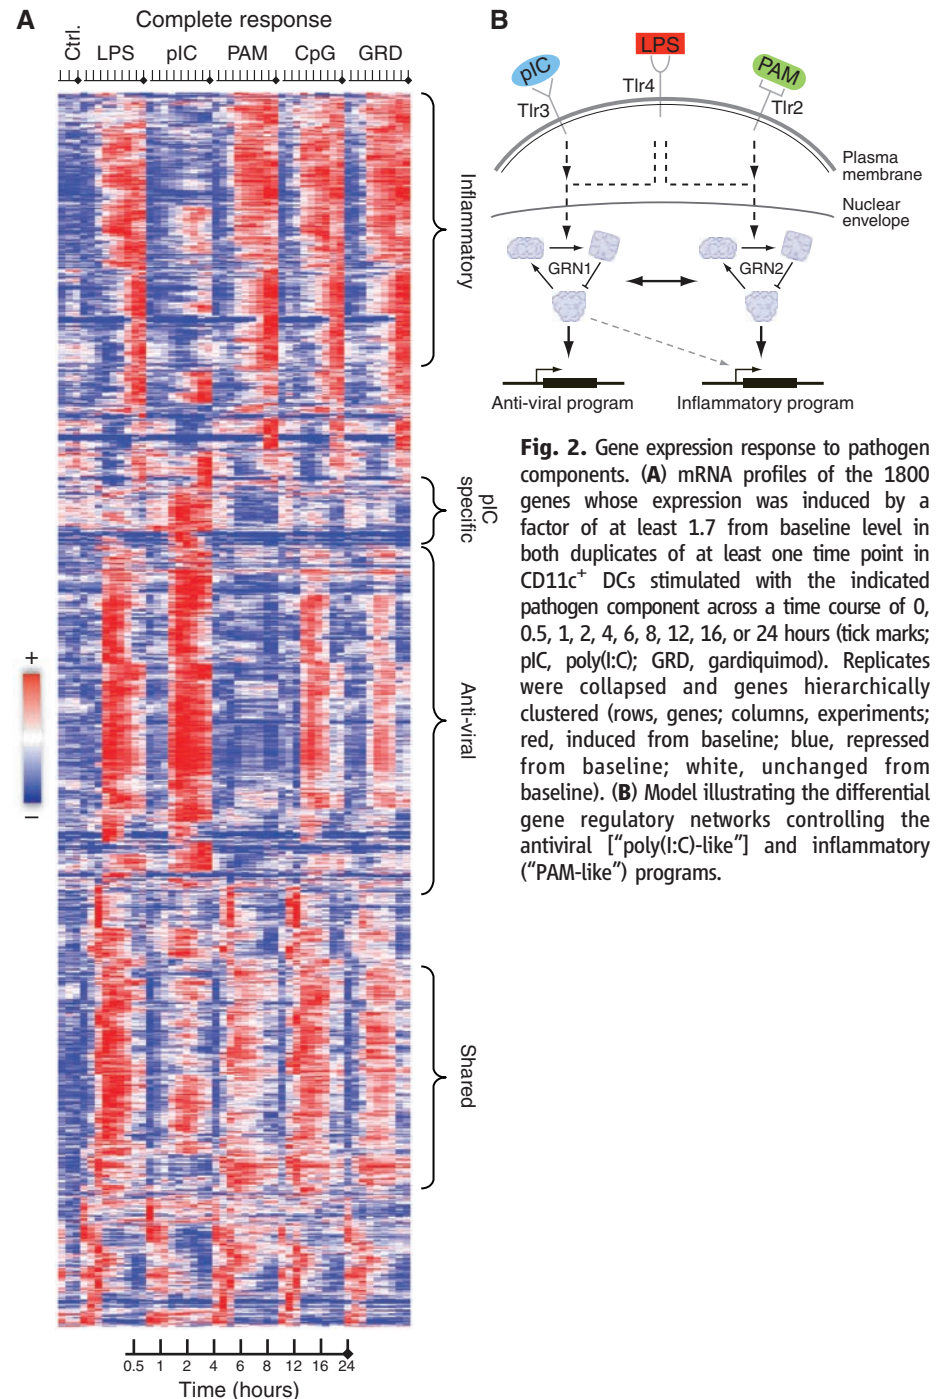 A
Complete response
Ctrl.
LPS pIC PAM CpG GRD
Inflammatory
pIC
specific
Anti-viral
Shared
+
–
0.5 1 2 4 6 8 12 16 24
Time (hours)
B
pIC
LPS
PAM
Tlr3
Tlr4
Tlr2
Plasma
membrane
Nuclear
envelope
GRN1
GRN2
Anti-viral program
Inflammatory program
Fig. 2. Gene expression response to pathogen
components. (A) mRNA profiles of the 1800
genes whose expression was induced by a
factor of at least 1.7 from baseline level in
both duplicates of at least one time point in
CD11c⁺ DCs stimulated with the indicated
pathogen component across a time course of 0,
0.5, 1, 2, 4, 6, 8, 12, 16, or 24 hours (tick marks;
pIC, poly(I:C); GRD, gardiquimod). Replicates
were collapsed and genes hierarchically
clustered (rows, genes; columns, experiments;
red, induced from baseline; blue, repressed
from baseline; white, unchanged from
baseline). (B) Model illustrating the differential
gene regulatory networks controlling the
antiviral ["poly(I:C)-like"] and inflammatory
("PAM-like") programs.